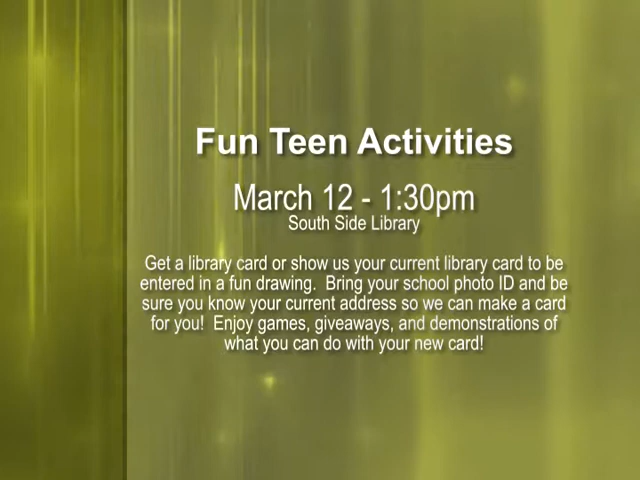 Fun Teen Activities
March 12 - 1:30pm
South Side Library
Get a library card or show us your current library card to be
entered in a fun drawing.  Bring your school photo ID and be
sure you know your current address so we can make a card
for you!  Enjoy games, giveaways, and demonstrations of
what you can do with your new card!